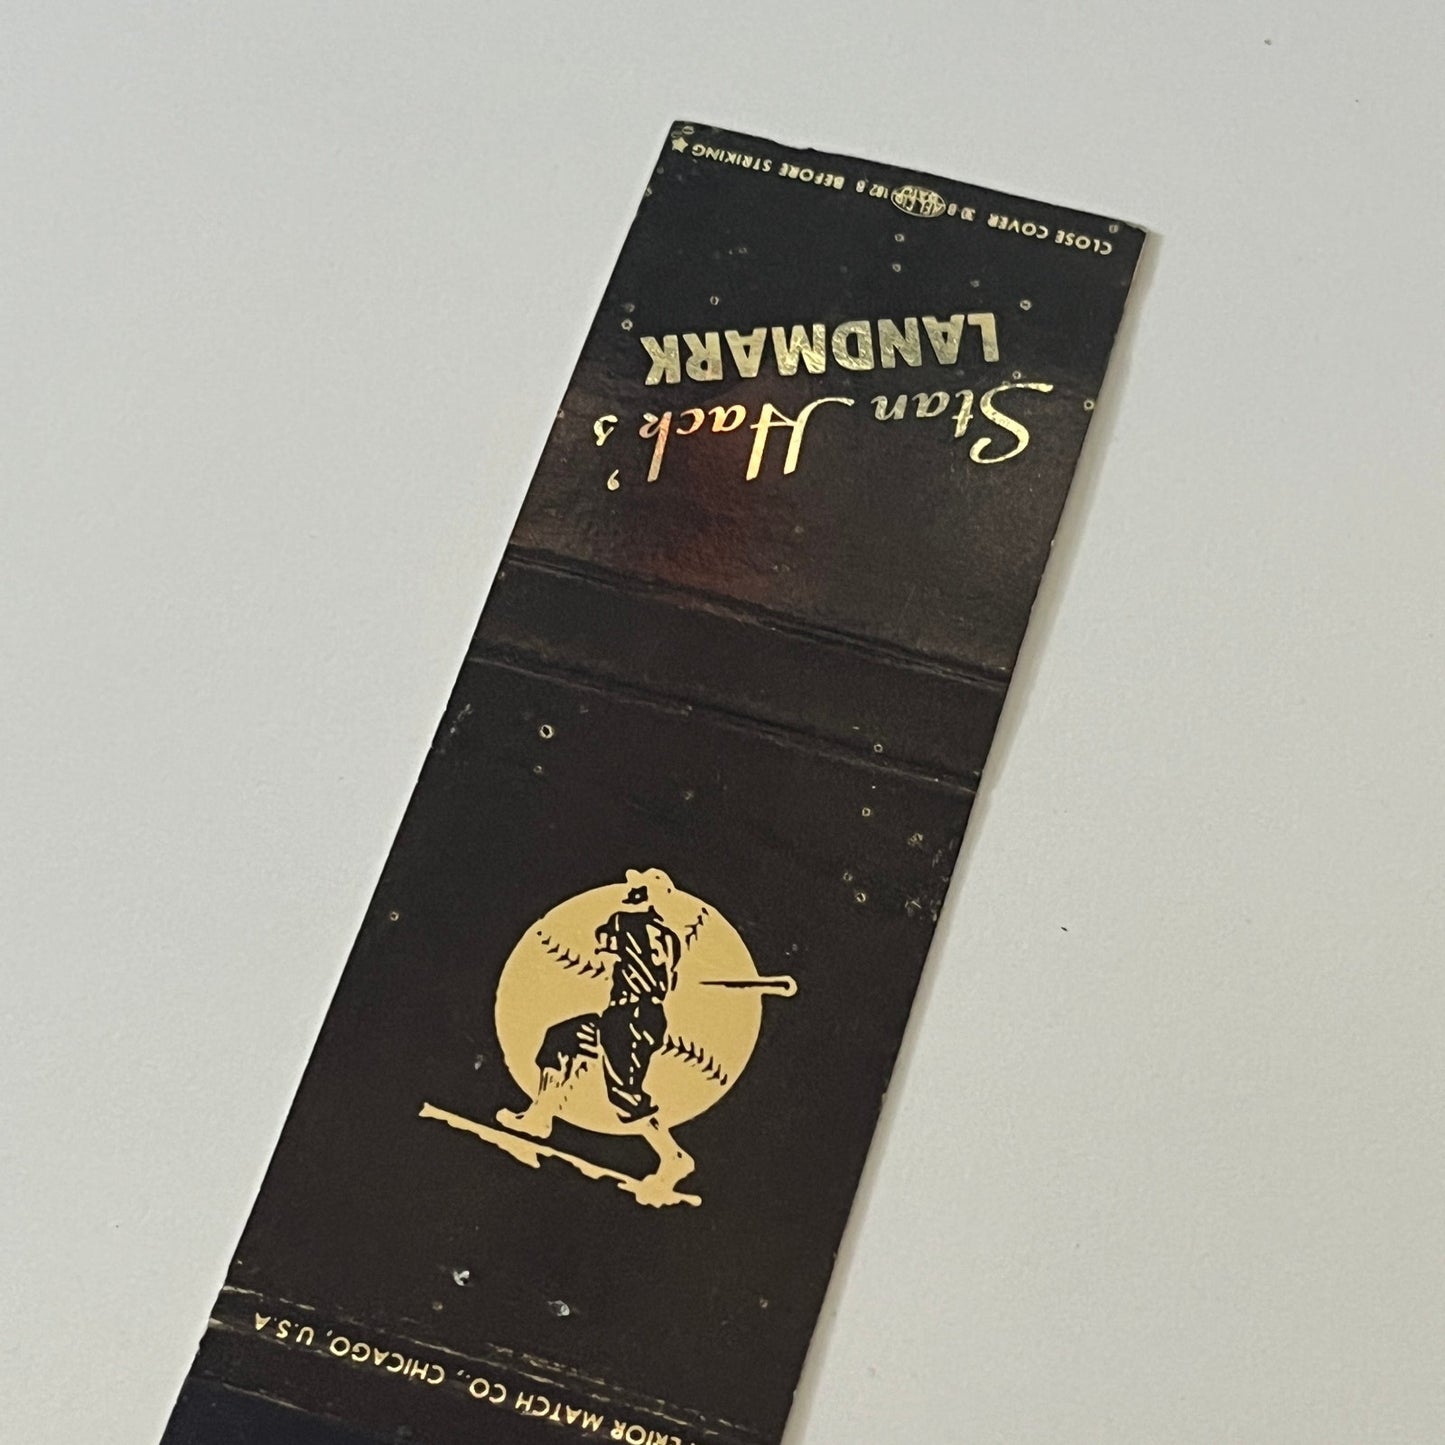 CLOSE COVER BEFORE STRIKING
Stan Hack's
LANDMARK
MATCH CO., CHICAGO, U.S.A